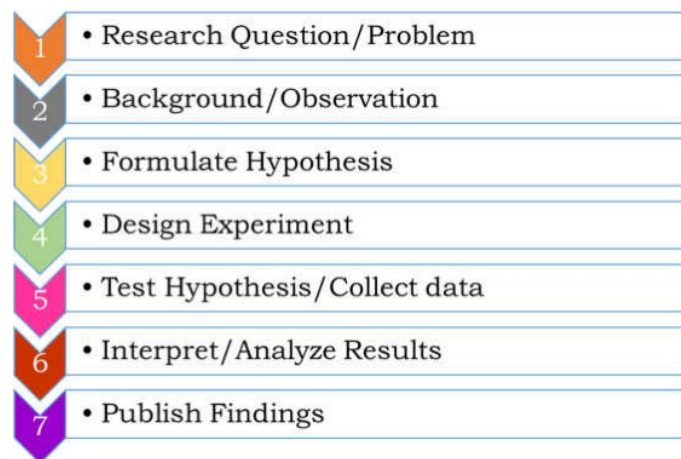 1 • Research Question/Problem
2 • Background/Observation
3 • Formulate Hypothesis
4 • Design Experiment
5 • Test Hypothesis/Collect data
6 • Interpret/Analyze Results
7 • Publish Findings